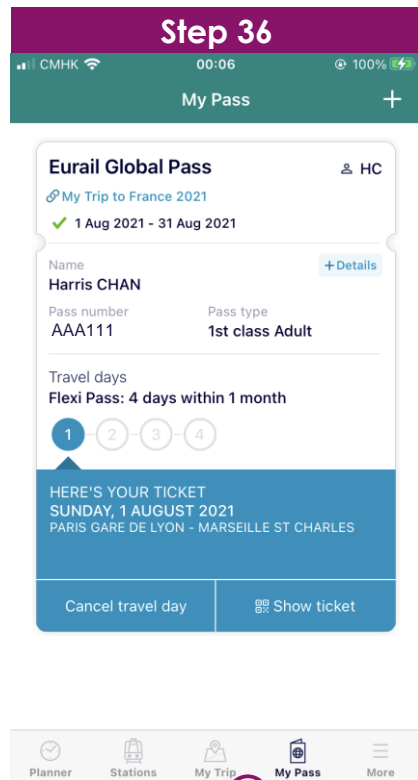 Step 36
CMHK 00:06 100%
My Pass +
Eurail Global Pass HC
My Trip to France 2021
1 Aug 2021 - 31 Aug 2021
Name +Details
Harris CHAN
Pass number Pass type
AAA111 1st class Adult
Travel days
Flexi Pass: 4 days within 1 month
1 2 3 4
HERE'S YOUR TICKET
SUNDAY, 1 AUGUST 2021
PARIS GARE DE LYON - MARSEILLE ST CHARLES
Cancel travel day Show ticket
Planner Stations My Trip My Pass More